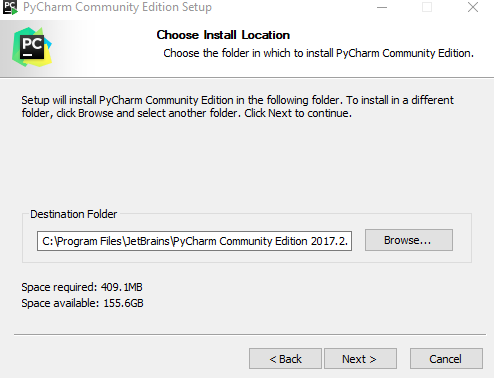 PyCharm Community Edition Setup
PC
Choose Install Location
Choose the folder in which to install PyCharm Community Edition.
Setup will install PyCharm Community Edition in the following folder. To install in a different
folder, click Browse and select another folder. Click Next to continue.
Destination Folder
C:\Program Files\JetBrains\PyCharm Community Edition 2017.2.
Browse...
Space required: 409.1MB
Space available: 155.6GB
< Back
Next >
Cancel